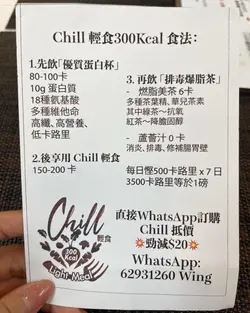 Chill 輕食300Kcal 食法：
1.先飲「優質蛋白杯」
80-100卡
10g 蛋白質
18種氨基酸
多種維他命
高纖、高營養、
低卡路里
2.後享用 Chill 輕食
150-200 卡
3. 再飲「排毒爆脂茶」
- 燃脂美茶 6卡
多種茶葉精、華兒茶素
其中綠茶～抗氧
紅茶～降膽固醇
- 蘆薈汁 0 卡
消炎、排毒、修補腸胃壁
每日慳500卡路里 x 7 日
3500卡路里等於1磅
Chill
輕食
300
Kcal
Light-Meal
直接WhatsApp訂購
Chill 抵價
💥勁減$20💥
WhatsApp:
62931260 Wing